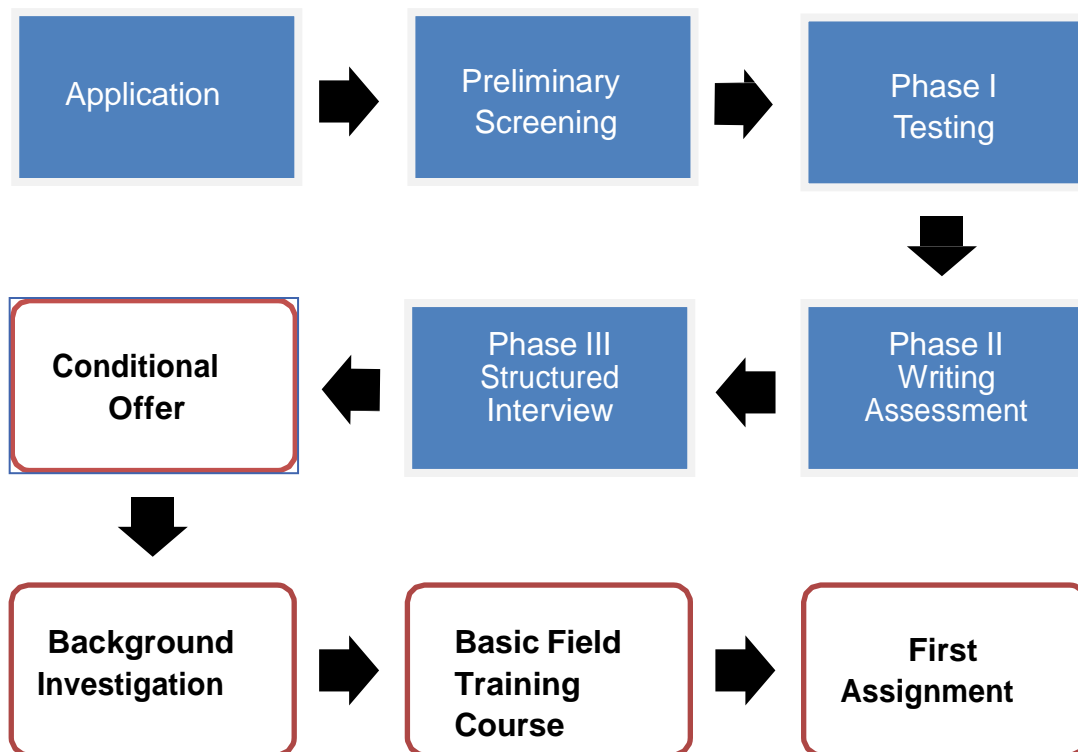 Application
Preliminary
Screening
Phase I
Testing
Phase II
Writing
Assessment
Phase III
Structured
Interview
Conditional
Offer
Background
Investigation
Basic Field
Training
Course
First
Assignment